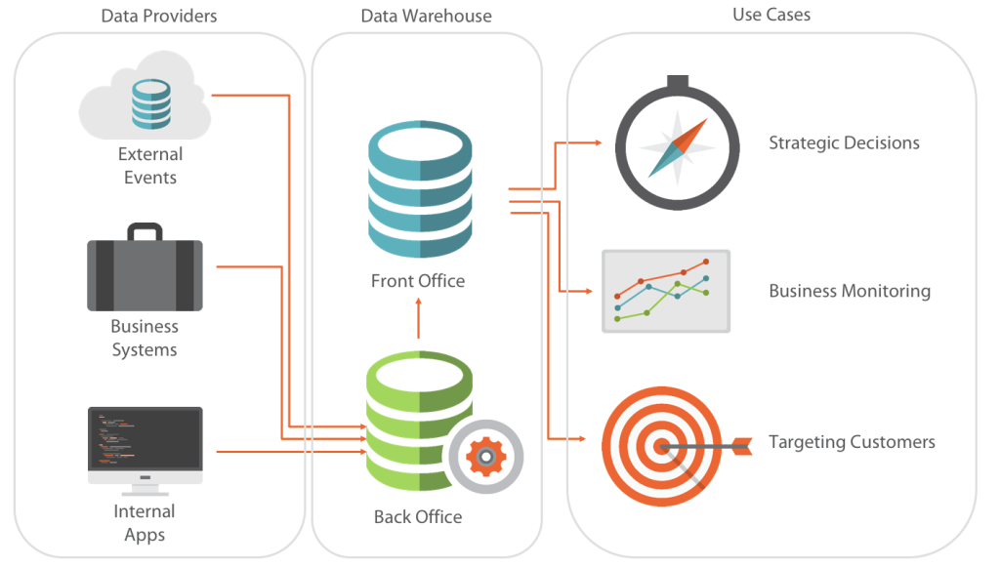 Data Providers
Data Warehouse
Use Cases
External
Events
Business
Systems
Internal
Apps
Front Office
Back Office
Strategic Decisions
Business Monitoring
Targeting Customers